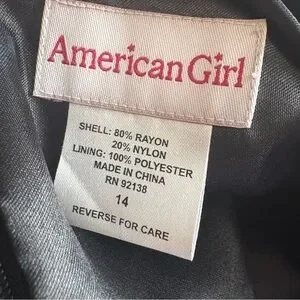 American Girl
SHELL: 80% RAYON
20% NYLON
LINING: 100% POLYESTER
MADE IN CHINA
RN 92138
14
REVERSE FOR CARE